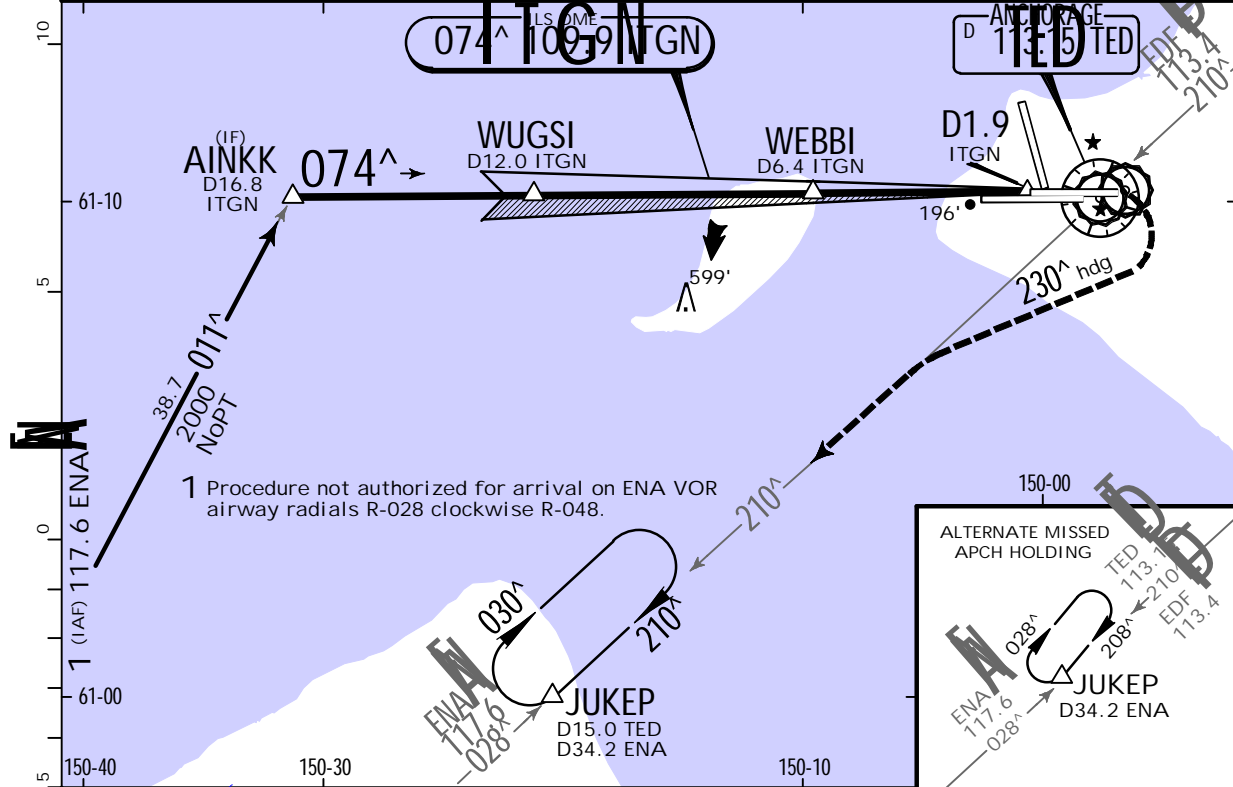 ITGN
ILS DME
074^ 109.9 ITGN
TED
ANCHORAGE
D 113.15 TED
EDF
113.4
210^
10
(IF)
AINKK
D16.8
ITGN
074^
WUGSI
D12.0 ITGN
WEBBI
D6.4 ITGN
D1.9
ITGN
61-10
196'
599'
230^ hdg
5
011^
38.7
2000
NoPT
1 (IAF) 117.6 ENA
1 Procedure not authorized for arrival on ENA VOR
airway radials R-028 clockwise R-048.
210^
0
030^
210^
ENA
117.6
028^
JUKEP
D15.0 TED
D34.2 ENA
61-00
5
150-40
150-30
150-10
150-00
ALTERNATE MISSED
APCH HOLDING
TED
210^
EDF
113.4
028^
208^
ENA
117.6
028^
JUKEP
D34.2 ENA